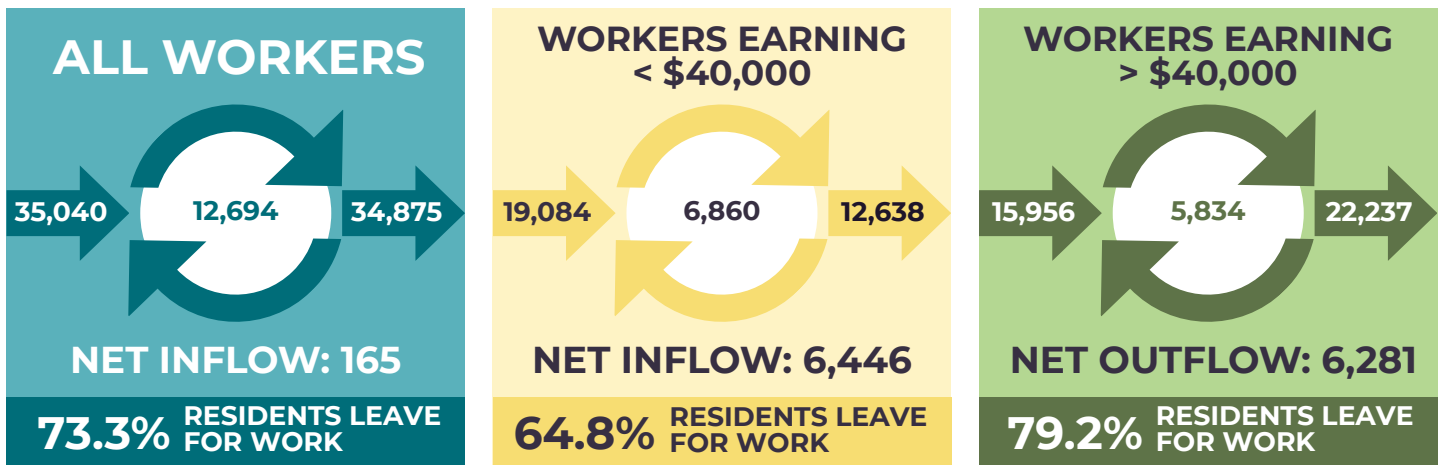 ALL WORKERS
35,040
12,694
34,875
NET INFLOW: 165
73.3% RESIDENTS LEAVE
FOR WORK
WORKERS EARNING
< $40,000
19,084
6,860
12,638
NET INFLOW: 6,446
64.8% RESIDENTS LEAVE
FOR WORK
WORKERS EARNING
> $40,000
15,956
5,834
22,237
NET OUTFLOW: 6,281
79.2% RESIDENTS LEAVE
FOR WORK